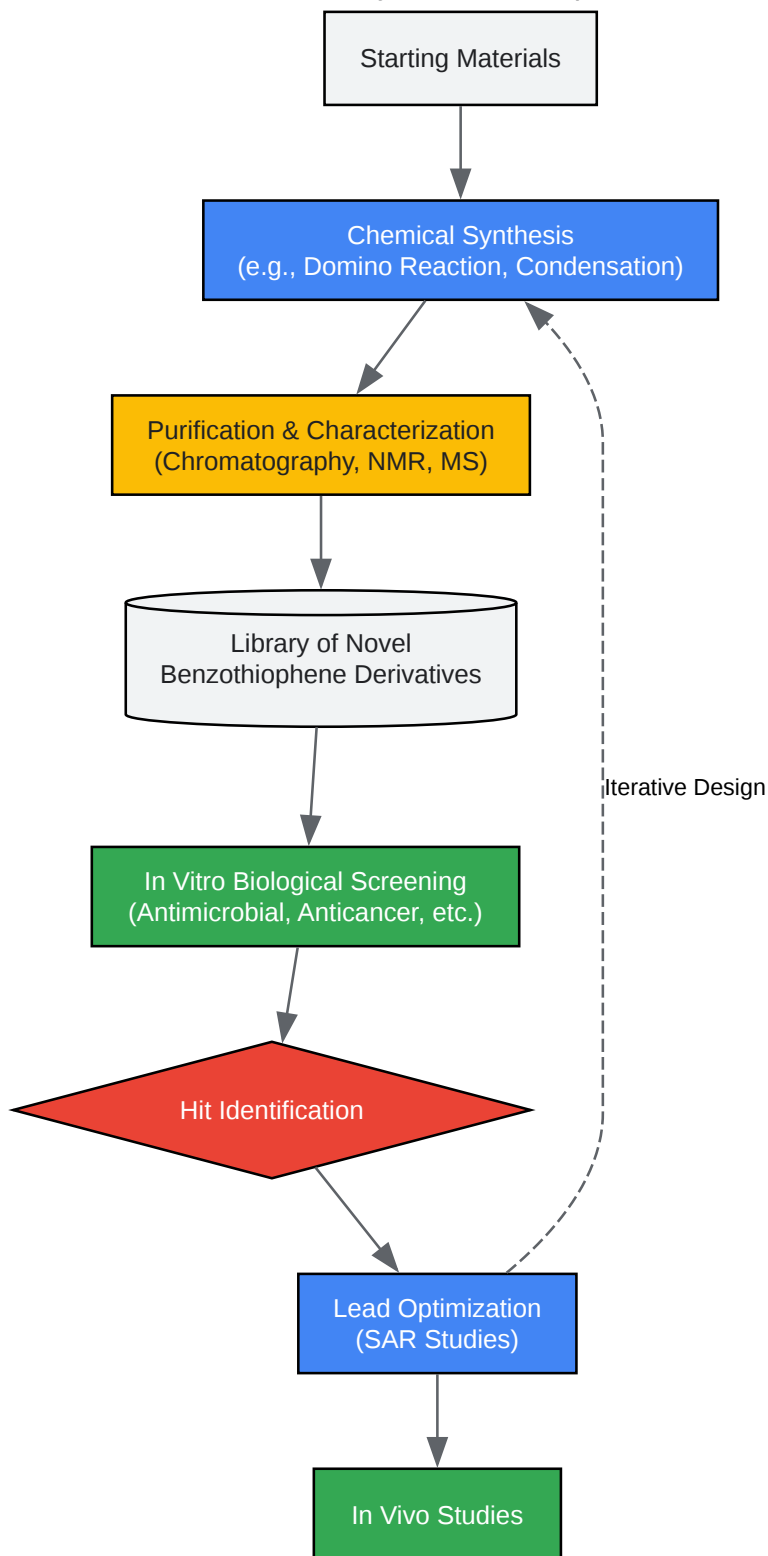 Starting Materials
Chemical Synthesis
(e.g., Domino Reaction, Condensation)
Purification & Characterization
(Chromatography, NMR, MS)
Library of Novel
Benzothiophene Derivatives
Iterative Design
In Vitro Biological Screening
(Antimicrobial, Anticancer, etc.)
Hit Identification
Lead Optimization
(SAR Studies)
In Vivo Studies